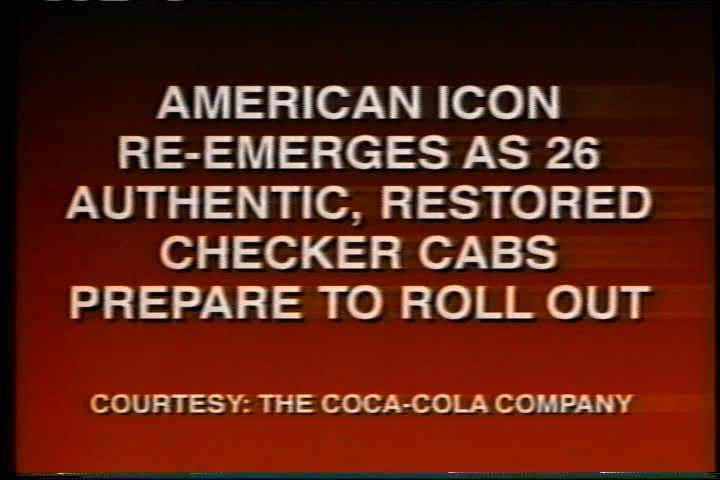 AMERICAN ICON
RE-EMERGES AS 26
AUTHENTIC, RESTORED
CHECKER CABS
PREPARE TO ROLL OUT
COURTESY: THE COCA-COLA COMPANY